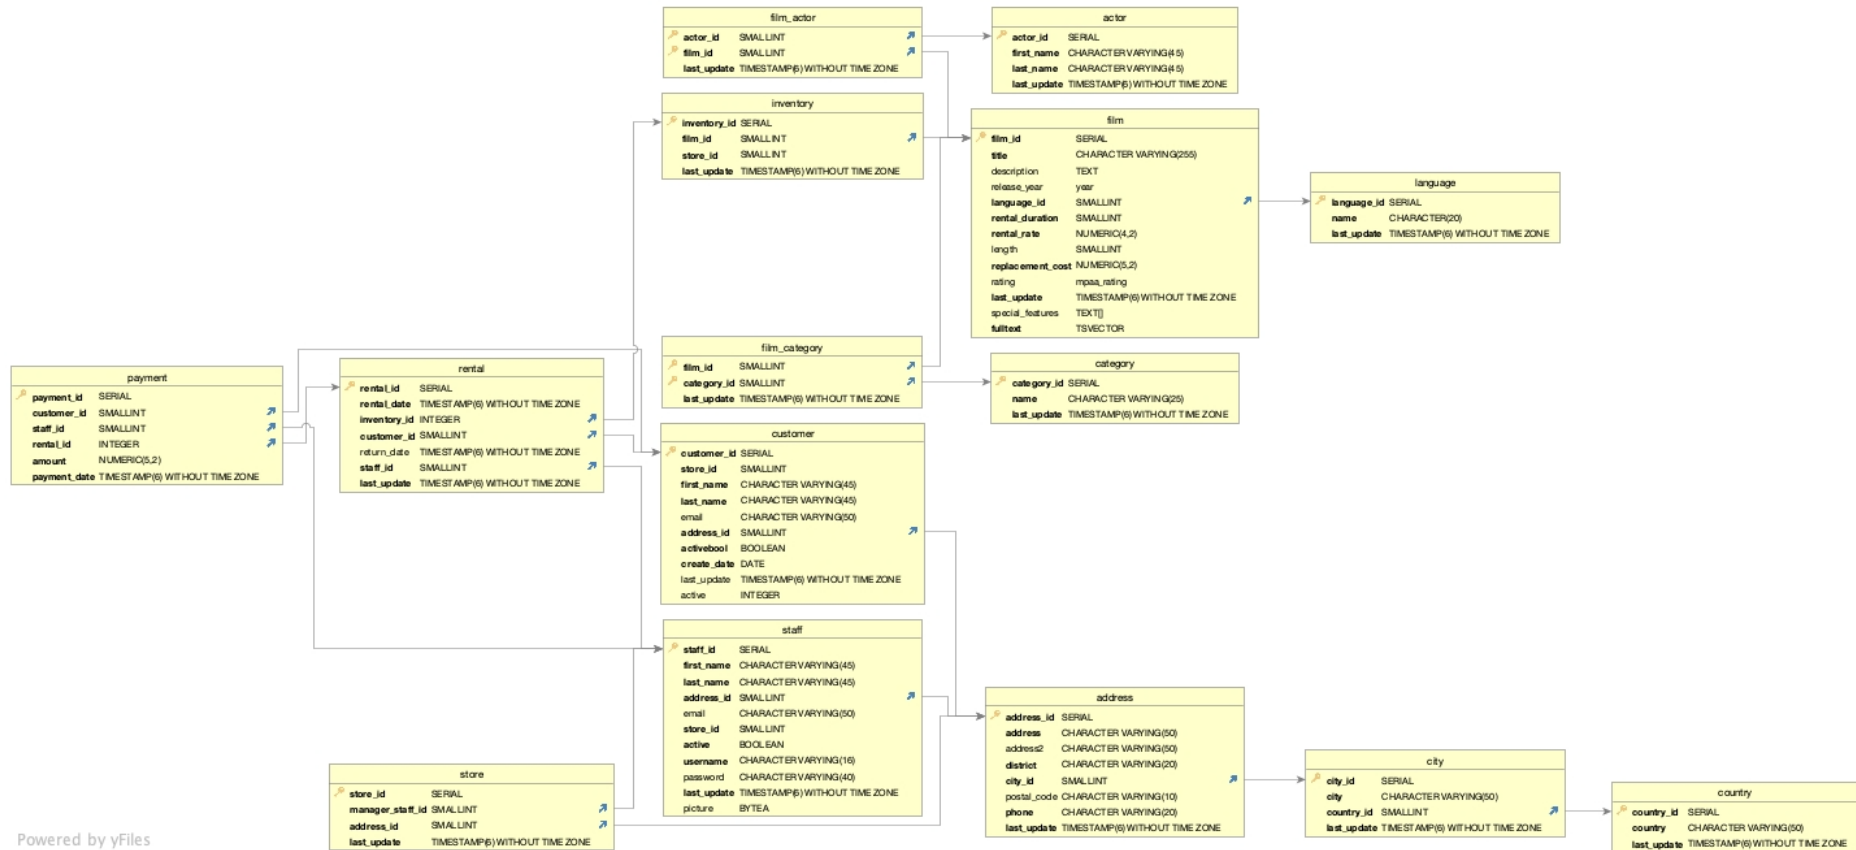 film_actor
actor_id SMALLINT
film_id SMALLINT
last_update TIMESTAMP(6) WITHOUT TIME ZONE
actor
actor_id SERIAL
first_name CHARACTER VARYING(45)
last_name CHARACTER VARYING(45)
last_update TIMESTAMP(6) WITHOUT TIME ZONE
inventory
inventory_id SERIAL
film_id SMALLINT
store_id SMALLINT
last_update TIMESTAMP(6) WITHOUT TIME ZONE
film
film_id SERIAL
title CHARACTER VARYING(255)
description TEXT
release_year year
language_id SMALLINT
rental_duration SMALLINT
rental_rate NUMERIC(4,2)
length SMALLINT
replacement_cost NUMERIC(5,2)
rating mpaa_rating
last_update TIMESTAMP(6) WITHOUT TIME ZONE
special_features TEXT[]
fulltext TSVECTOR
language
language_id SERIAL
name CHARACTER(20)
last_update TIMESTAMP(6) WITHOUT TIME ZONE
film_category
film_id SMALLINT
category_id SMALLINT
last_update TIMESTAMP(6) WITHOUT TIME ZONE
category
category_id SERIAL
name CHARACTER VARYING(25)
last_update TIMESTAMP(6) WITHOUT TIME ZONE
payment
payment_id SERIAL
customer_id SMALLINT
staff_id SMALLINT
rental_id INTEGER
amount NUMERIC(5,2)
payment_date TIMESTAMP(6) WITHOUT TIME ZONE
rental
rental_id SERIAL
rental_date TIMESTAMP(6) WITHOUT TIME ZONE
inventory_id INTEGER
customer_id SMALLINT
return_date TIMESTAMP(6) WITHOUT TIME ZONE
staff_id SMALLINT
last_update TIMESTAMP(6) WITHOUT TIME ZONE
customer
customer_id SERIAL
store_id SMALLINT
first_name CHARACTER VARYING(45)
last_name CHARACTER VARYING(45)
email CHARACTER VARYING(50)
address_id SMALLINT
activebool BOOLEAN
create_date DATE
last_update TIMESTAMP(6) WITHOUT TIME ZONE
active INTEGER
staff
staff_id SERIAL
first_name CHARACTER VARYING(45)
last_name CHARACTER VARYING(45)
address_id SMALLINT
email CHARACTER VARYING(50)
store_id SMALLINT
active BOOLEAN
username CHARACTER VARYING(16)
password CHARACTER VARYING(40)
last_update TIMESTAMP(6) WITHOUT TIME ZONE
picture BYTEA
store
store_id SERIAL
manager_staff_id SMALLINT
address_id SMALLINT
last_update TIMESTAMP(6) WITHOUT TIME ZONE
address
address_id SERIAL
address CHARACTER VARYING(50)
address2 CHARACTER VARYING(50)
district CHARACTER VARYING(20)
city_id SMALLINT
postal_code CHARACTER VARYING(10)
phone CHARACTER VARYING(20)
last_update TIMESTAMP(6) WITHOUT TIME ZONE
city
city_id SERIAL
city CHARACTER VARYING(50)
country_id SMALLINT
last_update TIMESTAMP(6) WITHOUT TIME ZONE
country
country_id SERIAL
country CHARACTER VARYING(50)
last_update TIMESTAMP(6) WITHOUT TIME ZONE
Powered by yFiles